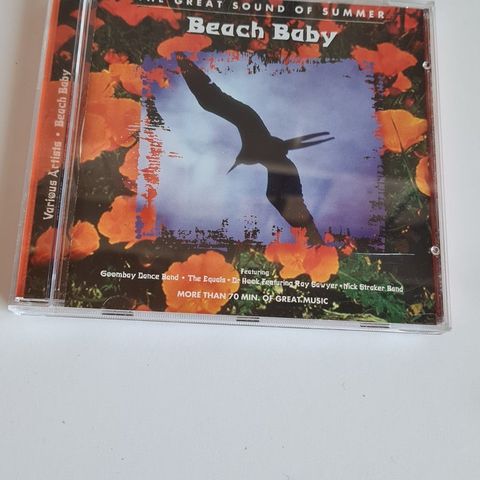 THE GREAT SOUND OF SUMMER
Beach Baby
Various Artists • Beach Baby
Featuring
Goombay Dance Band • The Equals • Dr Hook Featuring Ray Sawyer • Nick Straker Band
MORE THAN 70 MIN. OF GREAT MUSIC